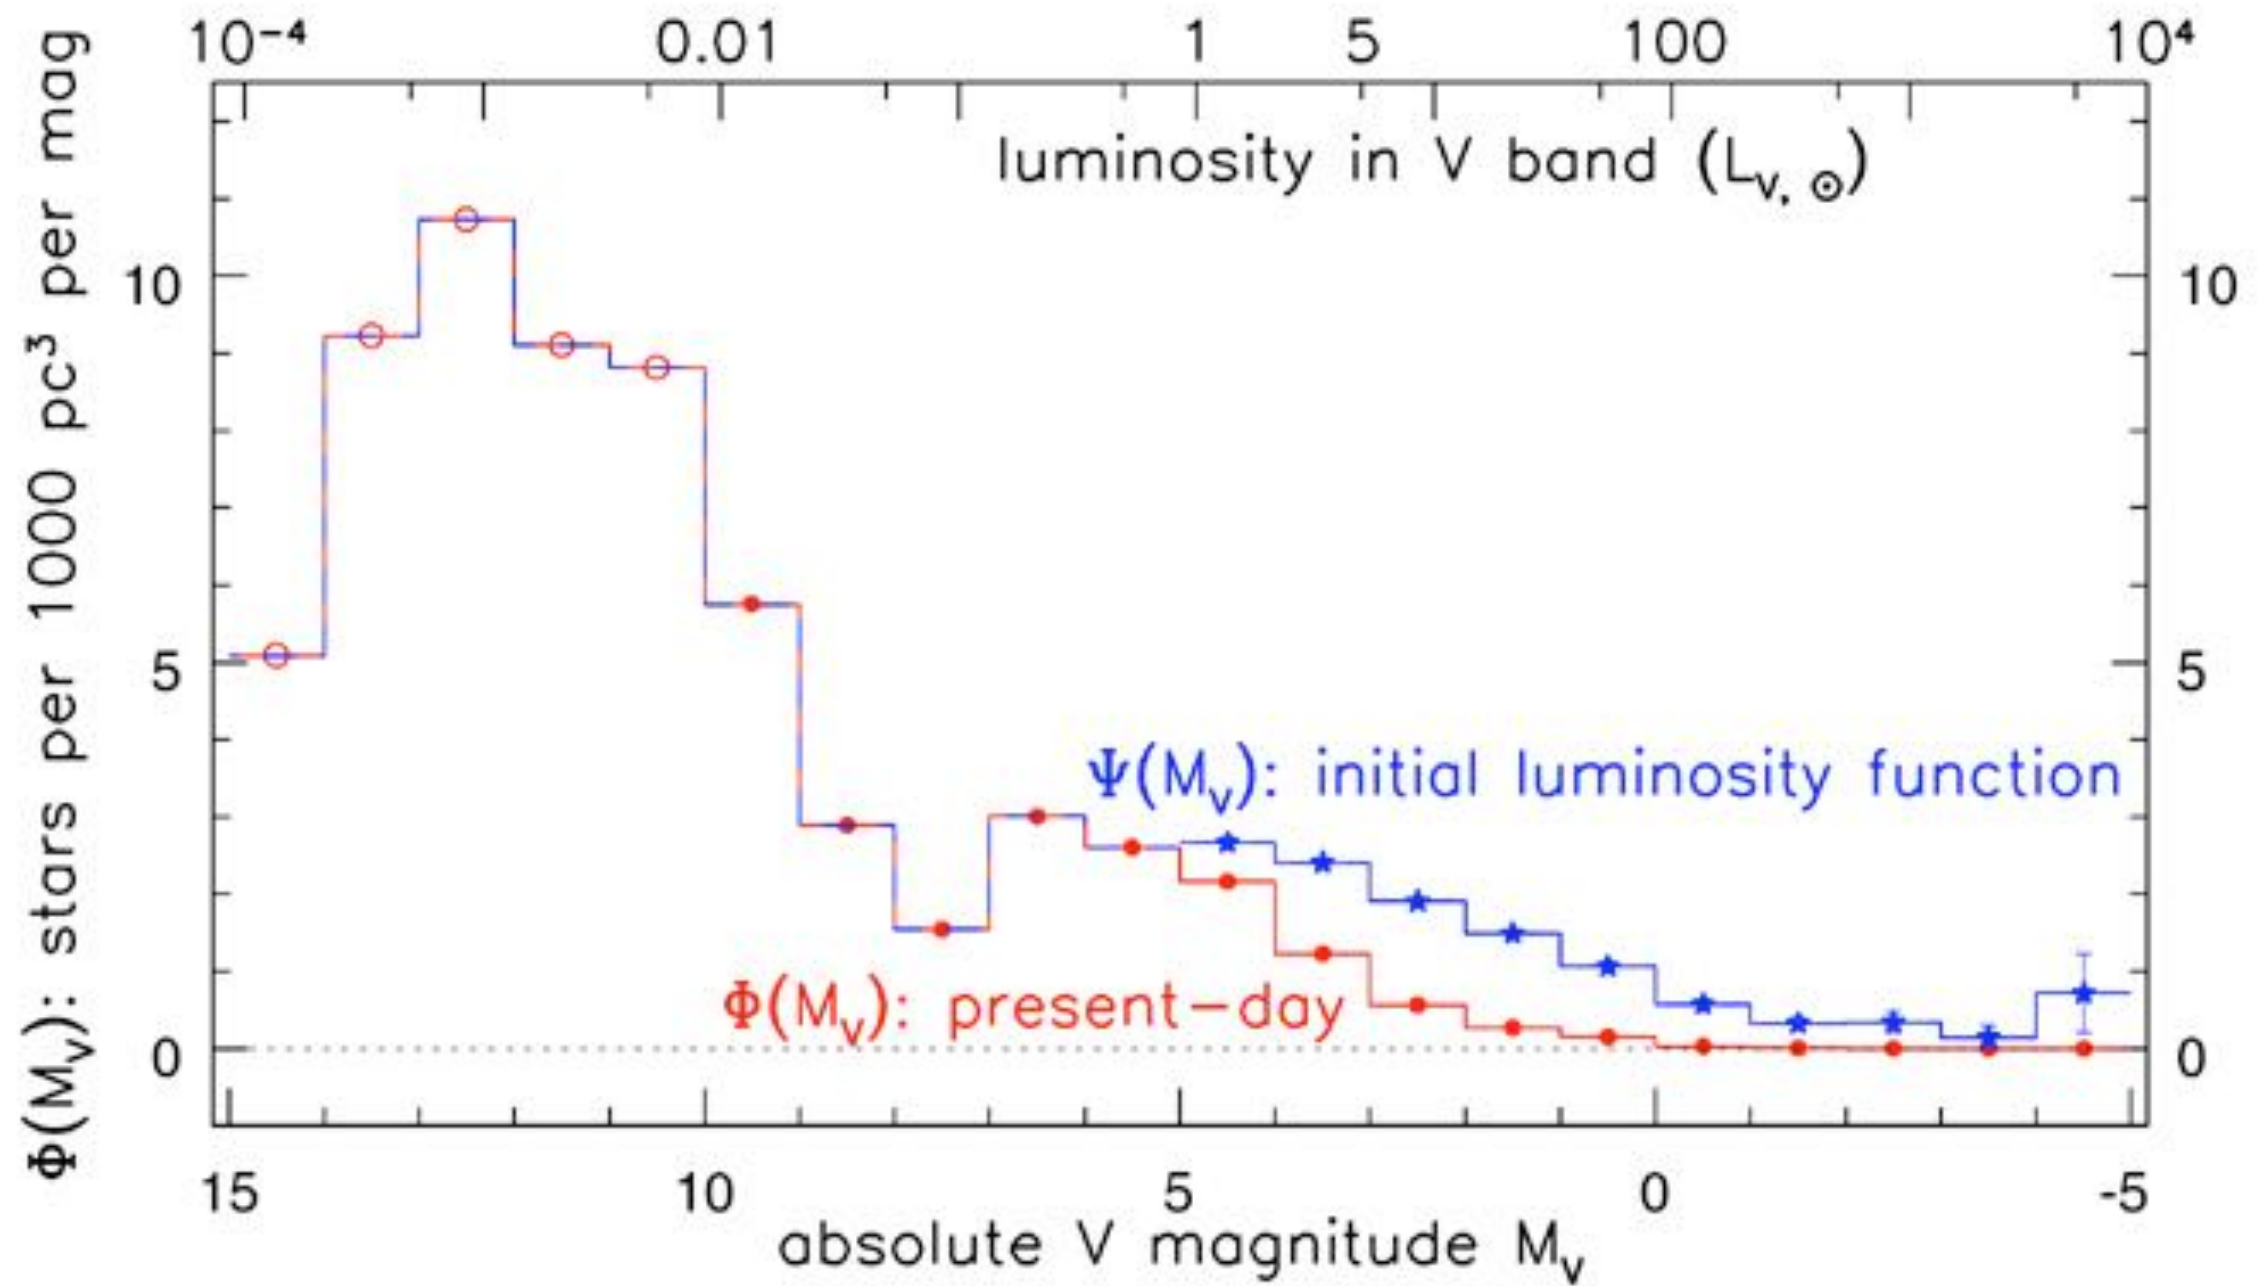 10⁻⁴ 0.01 1 5 100 10⁴
luminosity in V band (L_V, ⊙)
Φ(M_V): stars per 1000 pc³ per mag
10 10
5 5
Ψ(M_V): initial luminosity function
Φ(M_V): present-day
0 0
15 10 5 0 -5
absolute V magnitude M_V